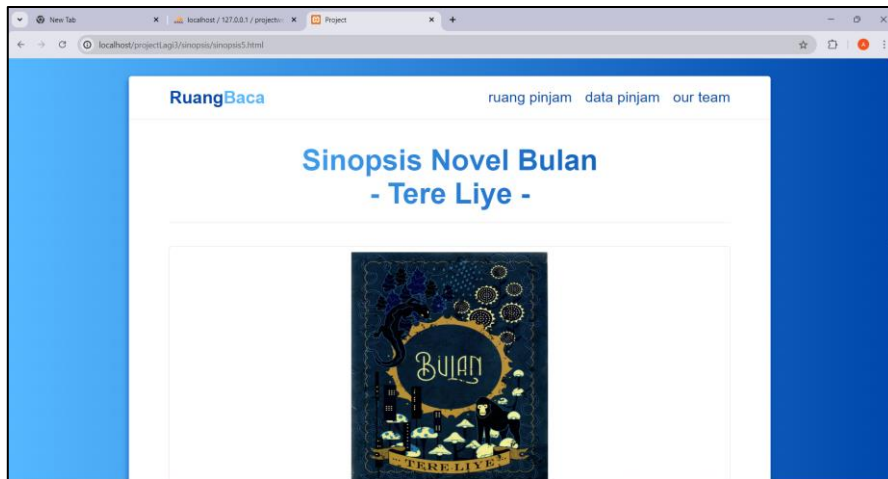 New Tab
localhost / 127.0.0.1 / projectw
Project
localhost/projectLagi3/sinopsis/sinopsis5.html
RuangBaca
ruang pinjam data pinjam our team
Sinopsis Novel Bulan
- Tere Liye -
BULAN
TERE-LIYE